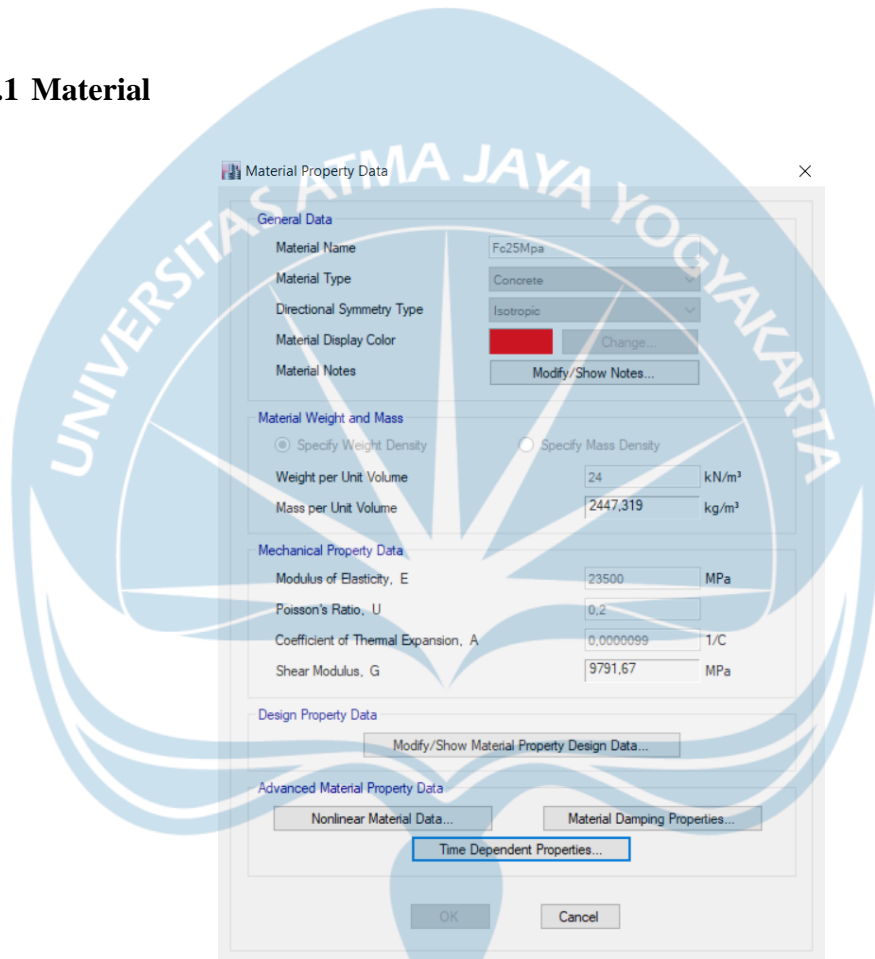 .1 Material
Material Property Data
General Data
Material Name Fc25Mpa
Material Type Concrete
Directional Symmetry Type Isotropic
Material Display Color Change...
Material Notes Modify/Show Notes...
Material Weight and Mass
Specify Weight Density Specify Mass Density
Weight per Unit Volume 24 kN/m³
Mass per Unit Volume 2447,319 kg/m³
Mechanical Property Data
Modulus of Elasticity, E 23500 MPa
Poisson's Ratio, U 0,2
Coefficient of Thermal Expansion, A 0,0000099 1/C
Shear Modulus, G 9791,67 MPa
Design Property Data
Modify/Show Material Property Design Data...
Advanced Material Property Data
Nonlinear Material Data... Material Damping Properties...
Time Dependent Properties...
OK Cancel
UNIVERSITAS ATMA JAYA YOGYAKARTA